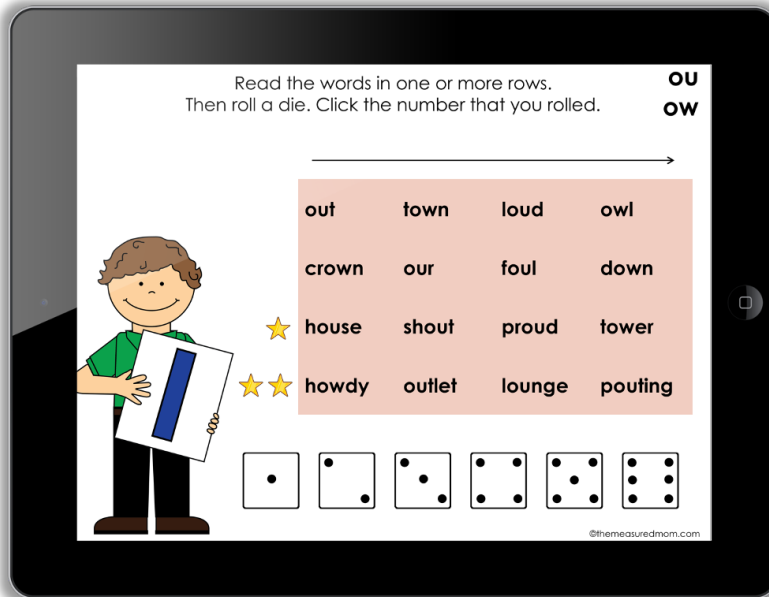 Read the words in one or more rows.
Then roll a die. Click the number that you rolled.
ou
ow
out town loud owl
crown our foul down
house shout proud tower
howdy outlet lounge pouting
©themeasuredmom.com